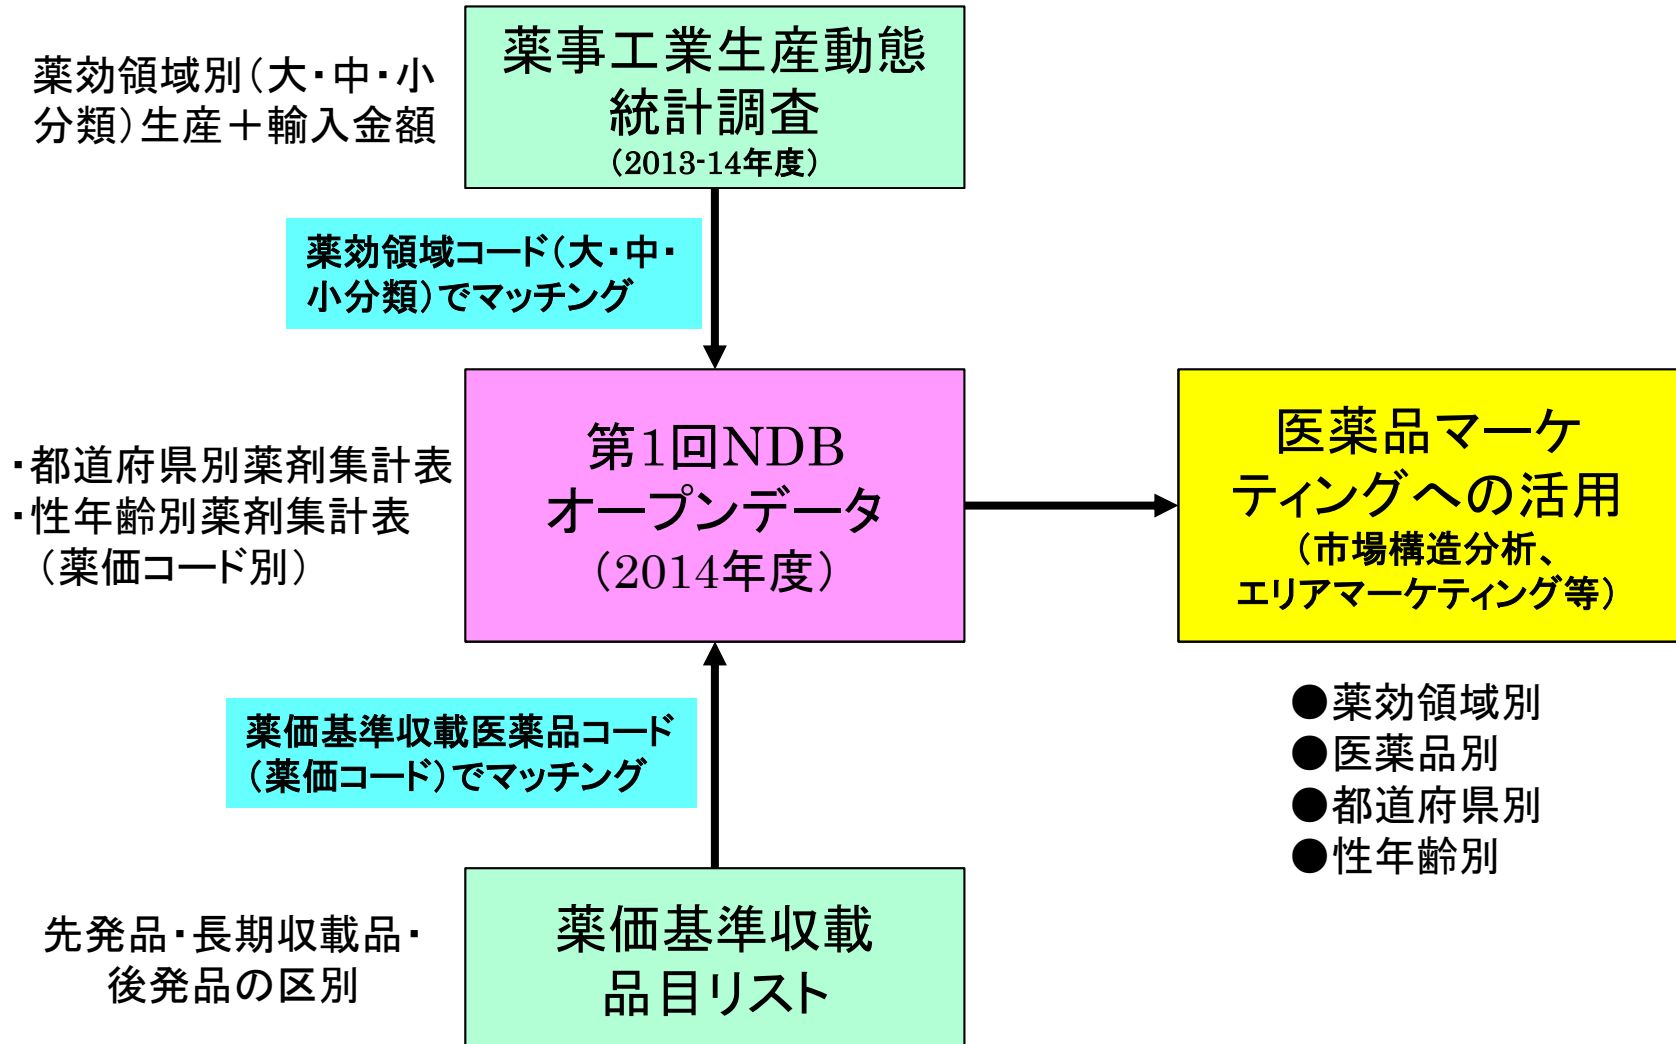 薬事工業生産動態
統計調査
（2013-14年度）
薬効領域別（大・中・小
分類）生産＋輸入金額
薬効領域コード（大・中・
小分類）でマッチング
・都道府県別薬剤集計表
・性年齢別薬剤集計表
（薬価コード別）
第1回NDB
オープンデータ
（2014年度）
医薬品マーケ
ティングへの活用
（市場構造分析、
エリアマーケティング等）
●薬効領域別
●医薬品別
●都道府県別
●性年齢別
薬価基準収載医薬品コード
（薬価コード）でマッチング
先発品・長期収載品・
後発品の区別
薬価基準収載
品目リスト